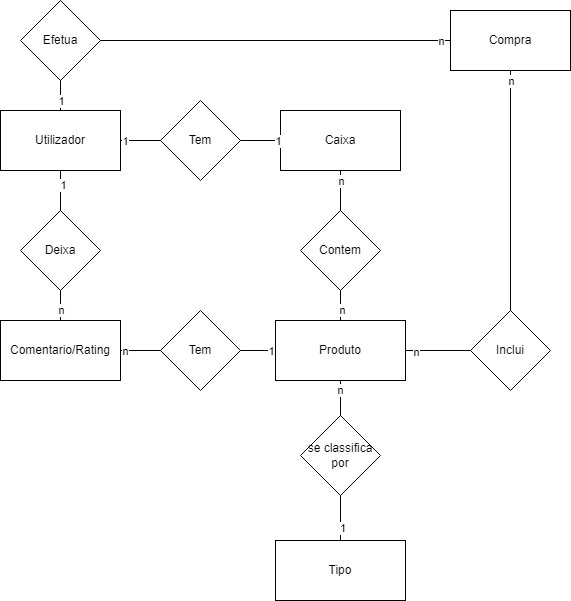 Efetua
n
Compra
1
n
Utilizador
1
Tem
1
Caixa
1
n
Deixa
Contem
n
n
Comentario/Rating
n
Tem
1
Produto
n
Inclui
n
se classifica
por
1
Tipo